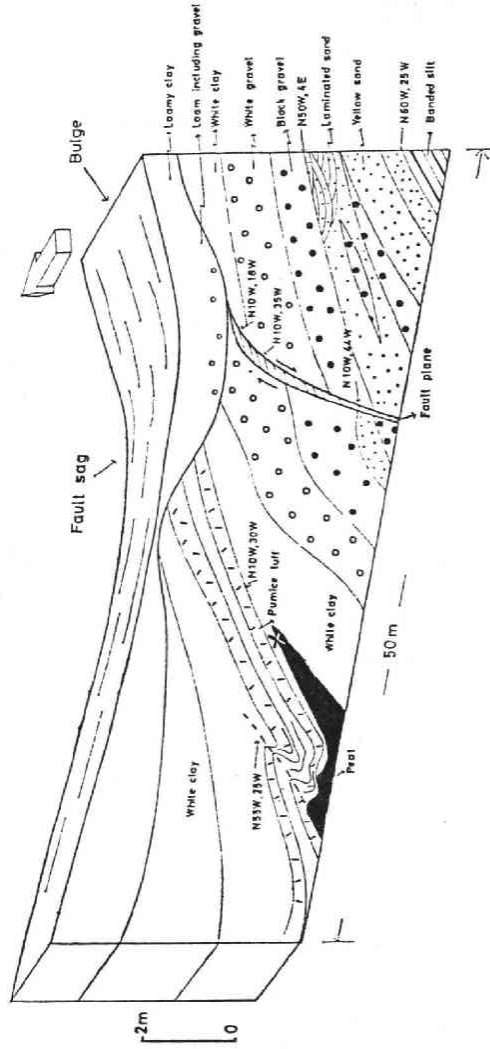 Bulge
Fault sag
Loamy clay
Loam including gravel
White clay
White gravel
Black gravel
N50W, 4E
Laminated sand
Yellow sand
N60W, 25W
Banded silt
N10W, 18W
N10W, 35W
N10W, 44W
Fault plane
N10W, 30W
Pumice tuff
White clay
White clay
N55W, 25W
Peat
50 m
2m
0